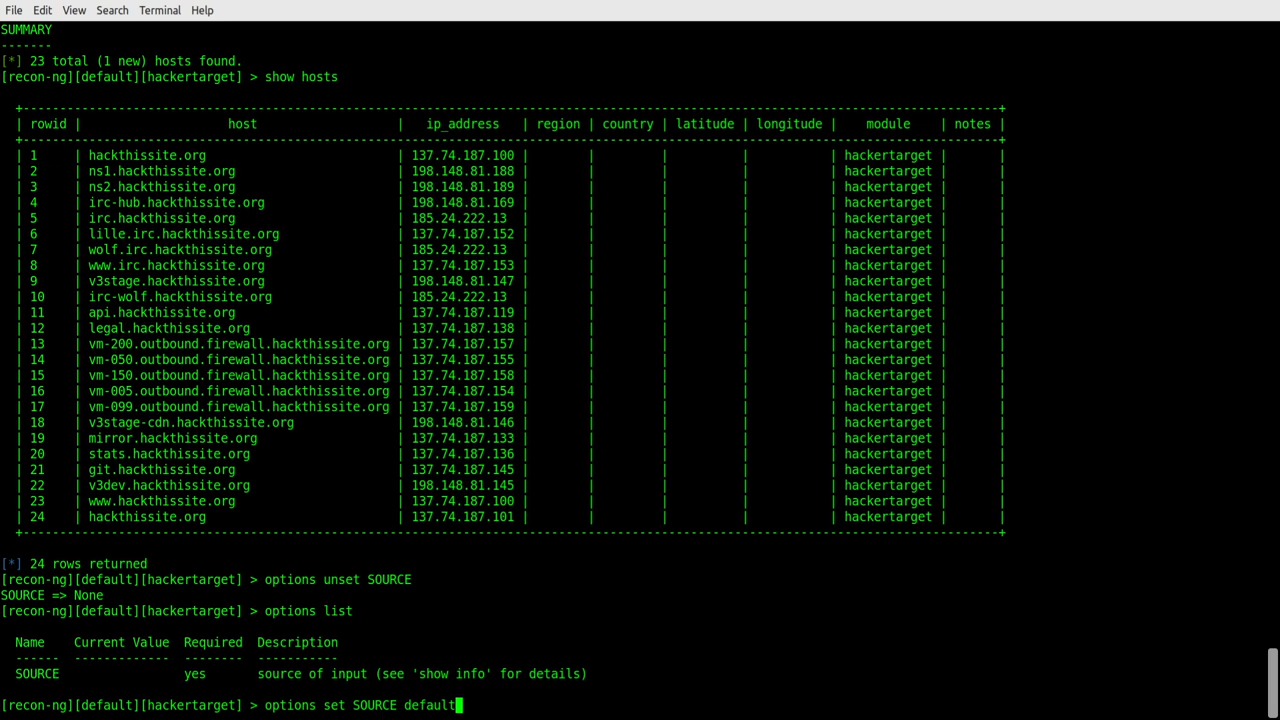 File Edit View Search Terminal Help
SUMMARY
-------
[*] 23 total (1 new) hosts found.
[recon-ng][default][hackertarget] > show hosts
+-------------------------------------------------------------------------------------------------------------------------------------+
| rowid | host | ip_address | region | country | latitude | longitude | module | notes |
+-------------------------------------------------------------------------------------------------------------------------------------+
| 1 | hackthissite.org | 137.74.187.100 | | | | | hackertarget | |
| 2 | ns1.hackthissite.org | 198.148.81.188 | | | | | hackertarget | |
| 3 | ns2.hackthissite.org | 198.148.81.189 | | | | | hackertarget | |
| 4 | irc-hub.hackthissite.org | 198.148.81.169 | | | | | hackertarget | |
| 5 | irc.hackthissite.org | 185.24.222.13 | | | | | hackertarget | |
| 6 | lille.irc.hackthissite.org | 137.74.187.152 | | | | | hackertarget | |
| 7 | wolf.irc.hackthissite.org | 185.24.222.13 | | | | | hackertarget | |
| 8 | www.irc.hackthissite.org | 137.74.187.153 | | | | | hackertarget | |
| 9 | v3stage.hackthissite.org | 198.148.81.147 | | | | | hackertarget | |
| 10 | irc-wolf.hackthissite.org | 185.24.222.13 | | | | | hackertarget | |
| 11 | api.hackthissite.org | 137.74.187.119 | | | | | hackertarget | |
| 12 | legal.hackthissite.org | 137.74.187.138 | | | | | hackertarget | |
| 13 | vm-200.outbound.firewall.hackthissite.org | 137.74.187.157 | | | | | hackertarget | |
| 14 | vm-050.outbound.firewall.hackthissite.org | 137.74.187.155 | | | | | hackertarget | |
| 15 | vm-150.outbound.firewall.hackthissite.org | 137.74.187.158 | | | | | hackertarget | |
| 16 | vm-005.outbound.firewall.hackthissite.org | 137.74.187.154 | | | | | hackertarget | |
| 17 | vm-099.outbound.firewall.hackthissite.org | 137.74.187.159 | | | | | hackertarget | |
| 18 | v3stage-cdn.hackthissite.org | 198.148.81.146 | | | | | hackertarget | |
| 19 | mirror.hackthissite.org | 137.74.187.133 | | | | | hackertarget | |
| 20 | stats.hackthissite.org | 137.74.187.136 | | | | | hackertarget | |
| 21 | git.hackthissite.org | 137.74.187.145 | | | | | hackertarget | |
| 22 | v3dev.hackthissite.org | 198.148.81.145 | | | | | hackertarget | |
| 23 | www.hackthissite.org | 137.74.187.100 | | | | | hackertarget | |
| 24 | hackthissite.org | 137.74.187.101 | | | | | hackertarget | |
+-------------------------------------------------------------------------------------------------------------------------------------+
[*] 24 rows returned
[recon-ng][default][hackertarget] > options unset SOURCE
SOURCE => None
[recon-ng][default][hackertarget] > options list
Name Current Value Required Description
------ ------------- -------- -----------
SOURCE yes source of input (see 'show info' for details)
[recon-ng][default][hackertarget] > options set SOURCE default